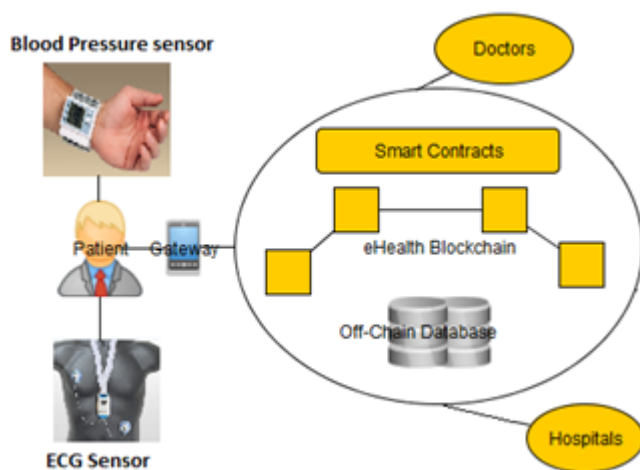 Blood Pressure sensor
Doctors
Smart Contracts
Patient
Gateway
eHealth Blockchain
Off-Chain Database
Hospitals
ECG Sensor